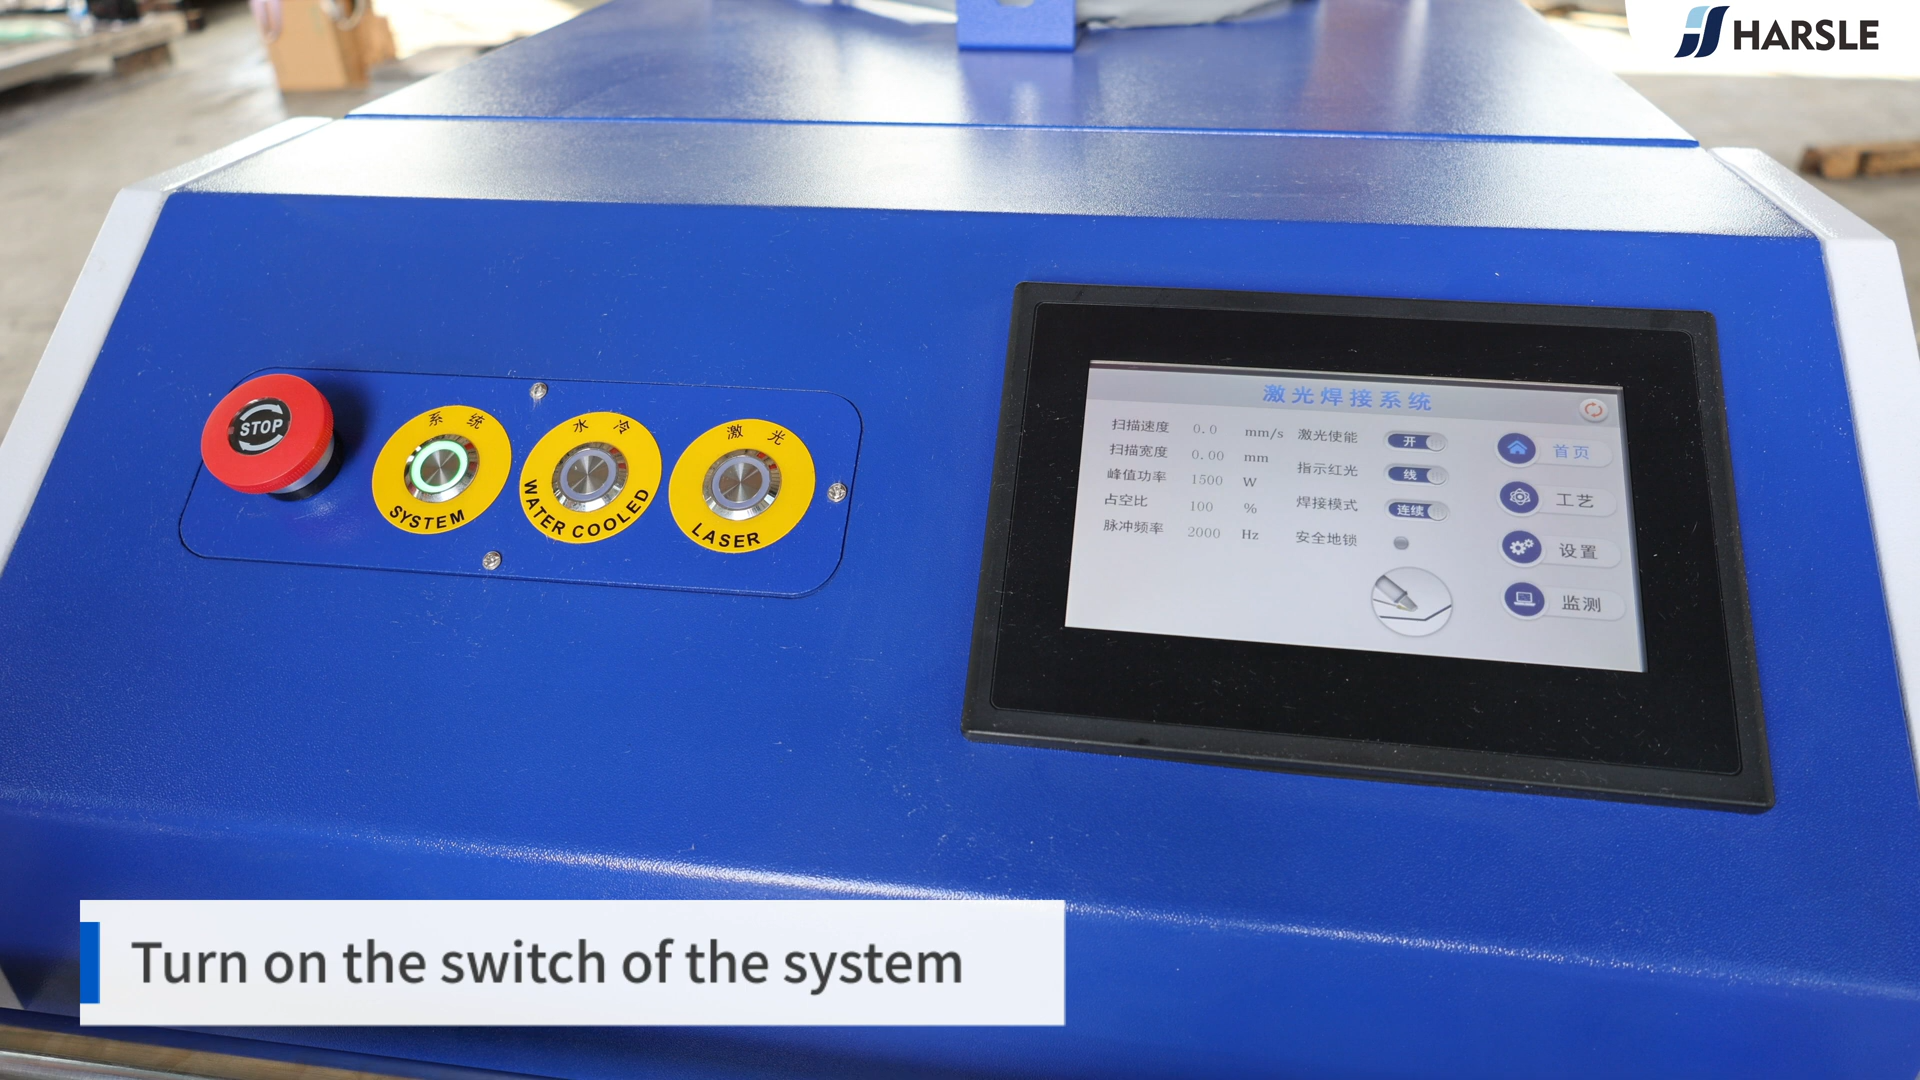 HARSLE
STOP
系统
SYSTEM
水冷
WATER COOLED
激光
LASER
激光焊接系统
扫描速度 0.0 mm/s
扫描宽度 0.00 mm
峰值功率 1500 W
占空比 100 %
脉冲频率 2000 Hz
激光使能 开
指示红光 线
焊接模式 连续
安全地锁
首页
工艺
设置
监测
Turn on the switch of the system